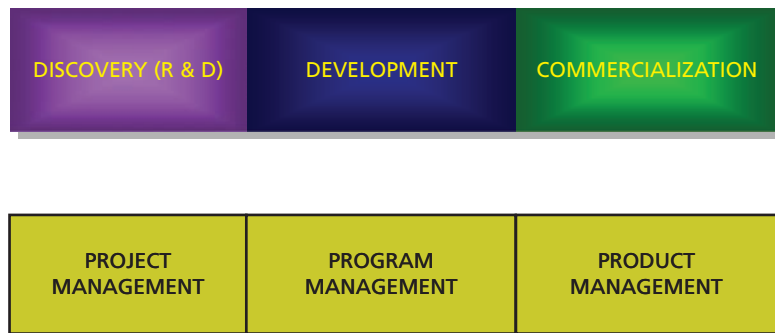 DISCOVERY (R & D)
DEVELOPMENT
COMMERCIALIZATION
PROJECT
MANAGEMENT
PROGRAM
MANAGEMENT
PRODUCT
MANAGEMENT